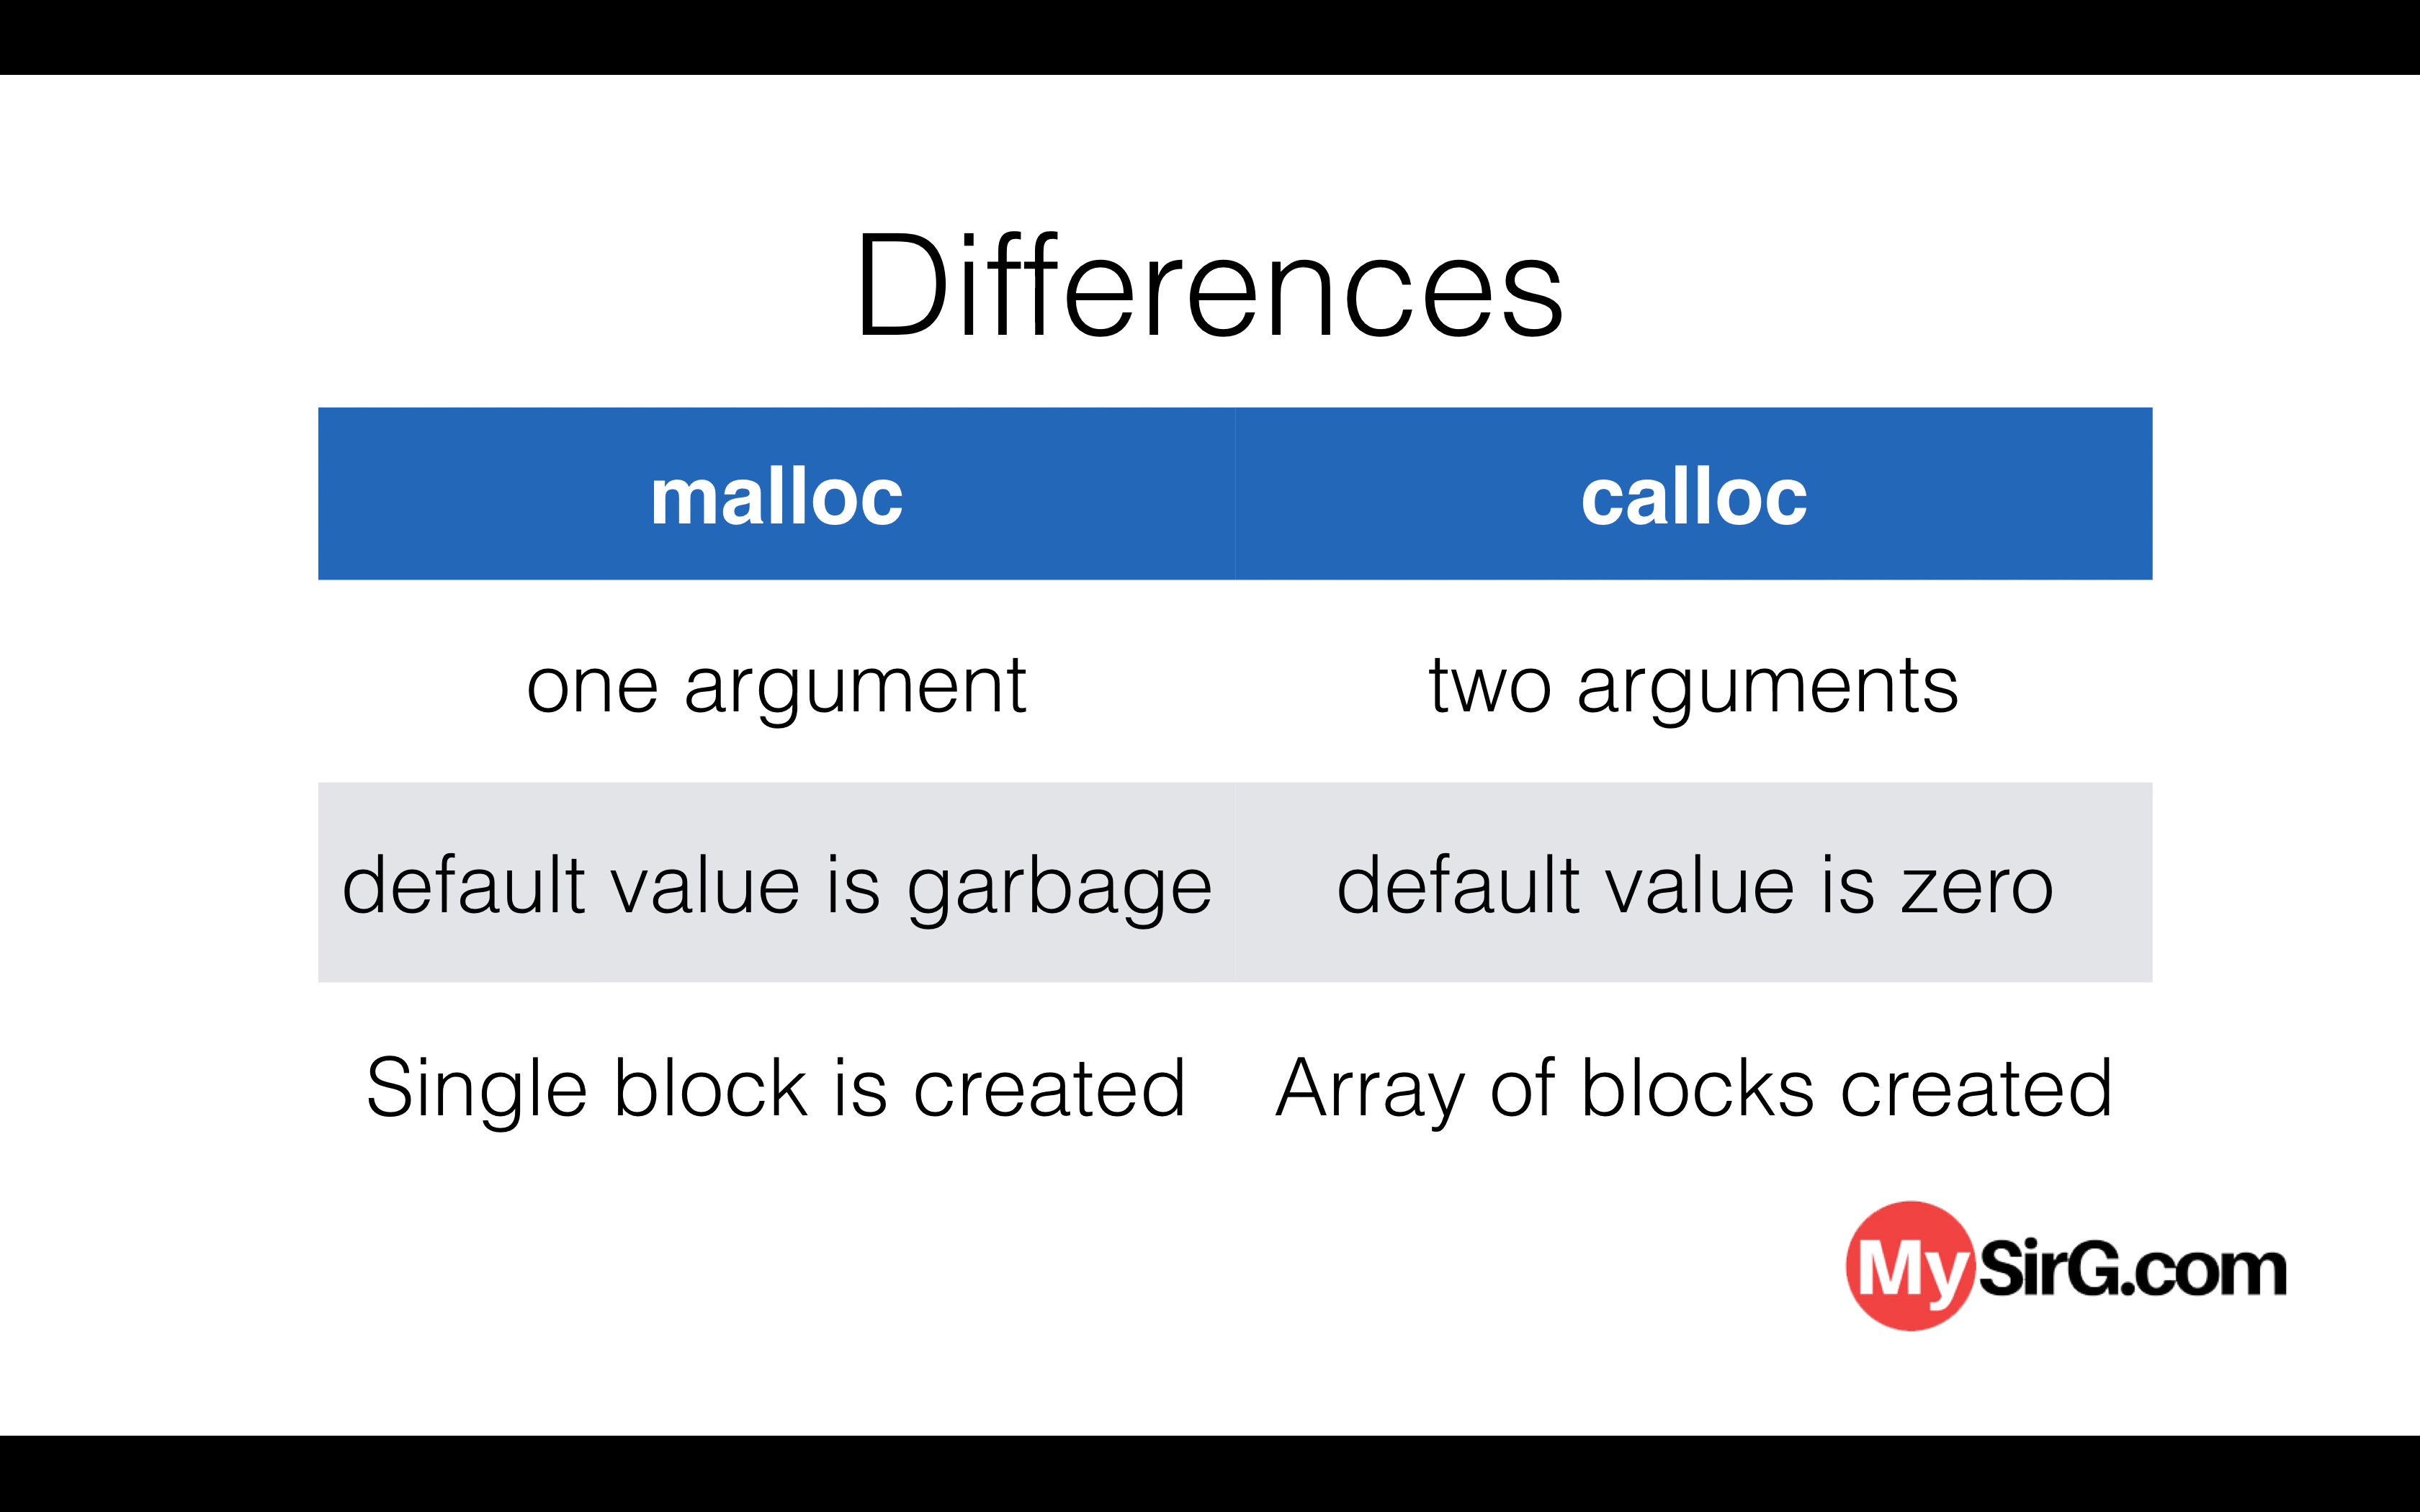 Differences
malloc calloc
one argument two arguments
default value is garbage default value is zero
Single block is created Array of blocks created
MySirG.com